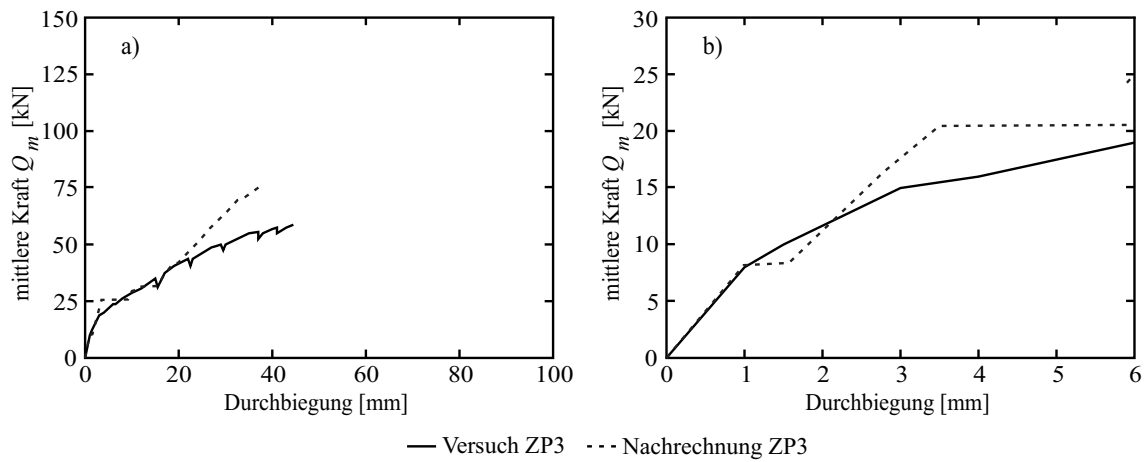 a)
mittlere Kraft Q_m [kN]
150
125
100
75
50
25
0
0 20 40 60 80 100
Durchbiegung [mm]
b)
mittlere Kraft Q_m [kN]
30
25
20
15
10
5
0
0 1 2 3 4 5 6
Durchbiegung [mm]
Versuch ZP3 Nachrechnung ZP3